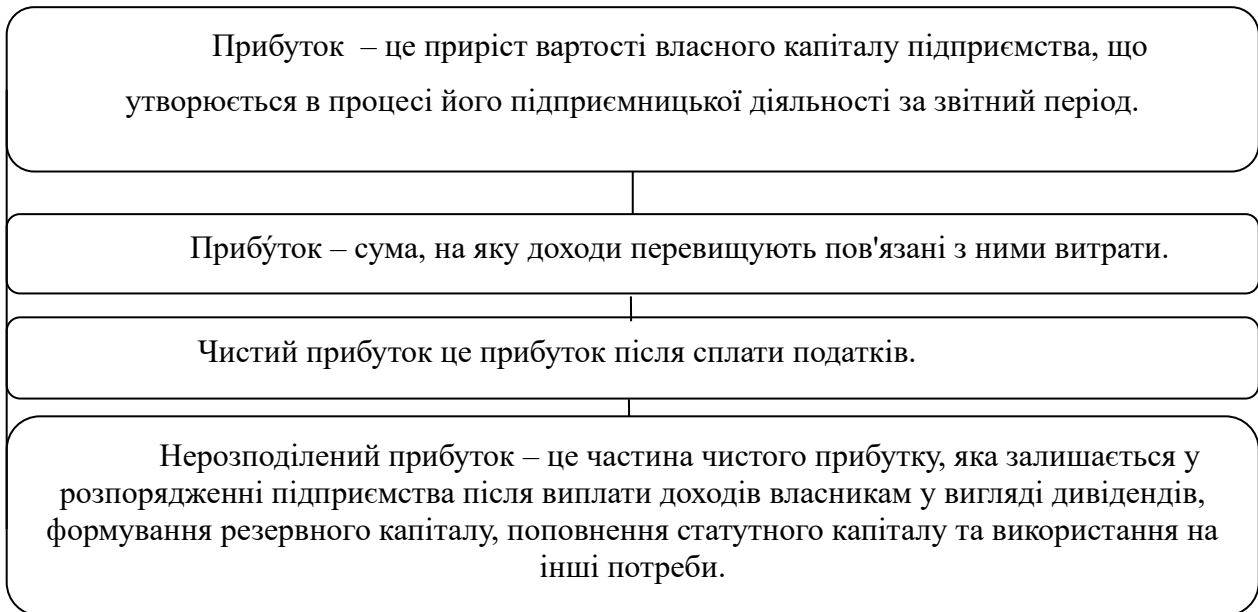 Прибуток – це приріст вартості власного капіталу підприємства, що
утворюється в процесі його підприємницької діяльності за звітний період.
Прибу́ток – сума, на яку доходи перевищують пов'язані з ними витрати.
Чистий прибуток це прибуток після сплати податків.
Нерозподілений прибуток – це частина чистого прибутку, яка залишається у
розпорядженні підприємства після виплати доходів власникам у вигляді дивідендів,
формування резервного капіталу, поповнення статутного капіталу та використання на
інші потреби.